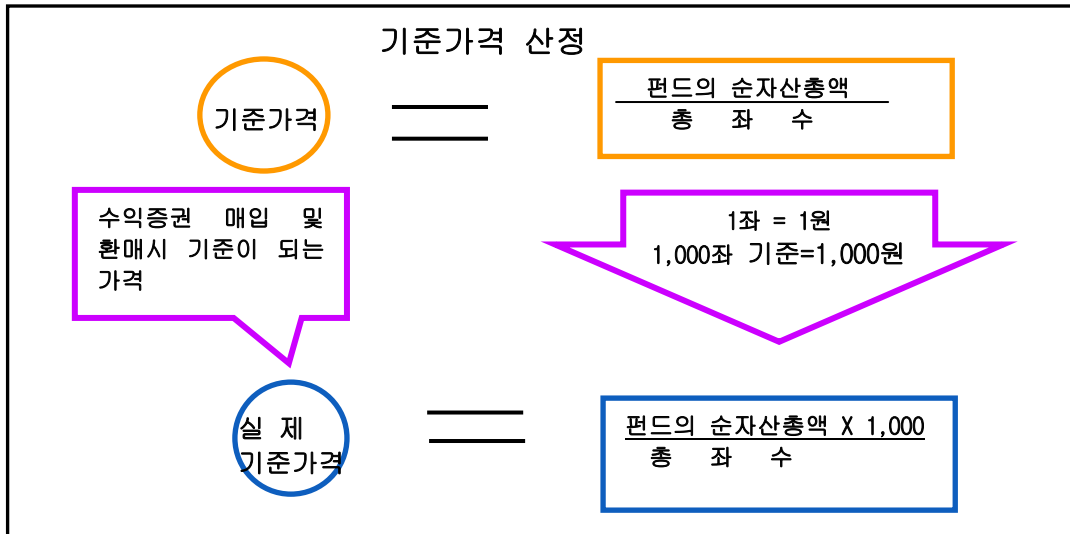 기준가격 산정
기준가격
펀드의 순자산총액
총 좌 수
수익증권 매입 및
환매시 기준이 되는
가격
1좌 = 1원
1,000좌 기준=1,000원
실 제
기준가격
펀드의 순자산총액 X 1,000
총 좌 수